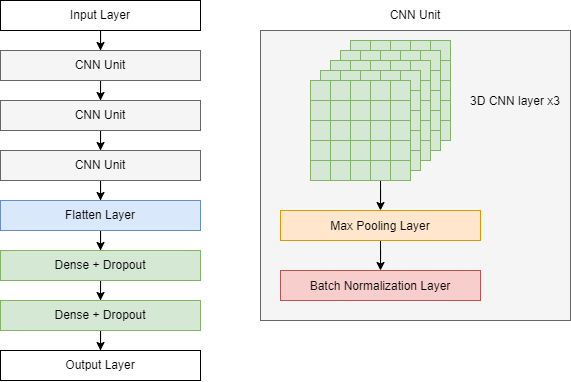 Input Layer
CNN Unit
CNN Unit
CNN Unit
Flatten Layer
Dense + Dropout
Dense + Dropout
Output Layer
CNN Unit
3D CNN layer x3
Max Pooling Layer
Batch Normalization Layer